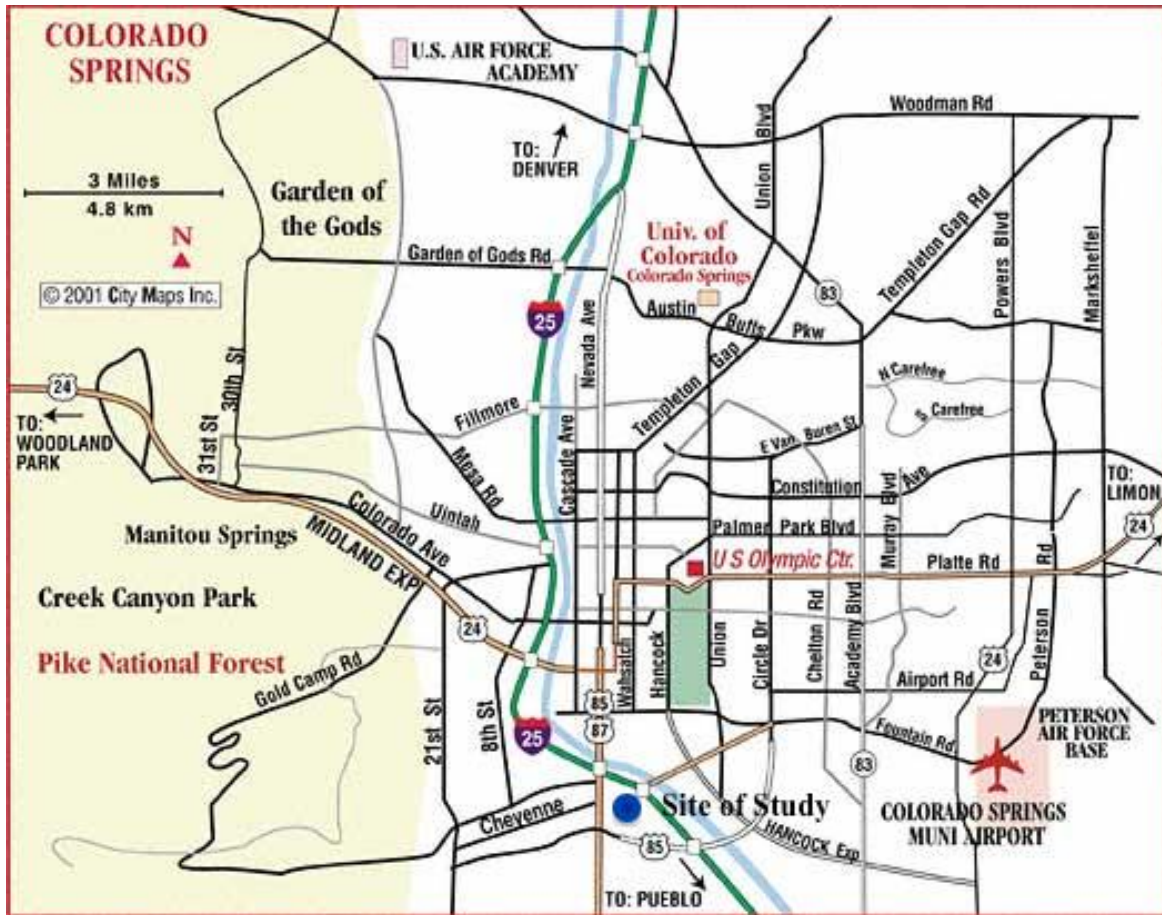 COLORADO
SPRINGS
U.S. AIR FORCE
ACADEMY
Woodman Rd
TO:
DENVER
Union Blvd
3 Miles
4.8 km
N
© 2001 City Maps Inc.
Garden of
the Gods
Garden of Gods Rd
Univ. of
Colorado
Colorado Springs
Templeton Gap Rd
Powers Blvd
Marksheffel
83
25
Nevada Ave
Austin
Buffs
Pkw
Templeton Gap
30th St
31st St
24
TO:
WOODLAND
PARK
Fillmore
Mesa Rd
Cascade Ave
N Carefree
S Carefree
E Van Buren St
Constitution
Ave
Murray Blvd
TO:
LIMON
24
Uintah
Colorado Ave
MIDLAND EXP
Manitou Springs
Palmer Park Blvd
U S Olympic Ctr.
Platte Rd
Creek Canyon Park
24
Pike National Forest
Gold Camp Rd
21st St
8th St
Wahsatch
Hancock
Union
Circle Dr
Chelton Rd
Academy Blvd
24
Peterson
Rd
Airport Rd
85
87
25
Fountain Rd
PETERSON
AIR FORCE
BASE
83
Cheyenne
Site of Study
COLORADO SPRINGS
MUNI AIRPORT
85
HANCOCK Exp
TO: PUEBLO